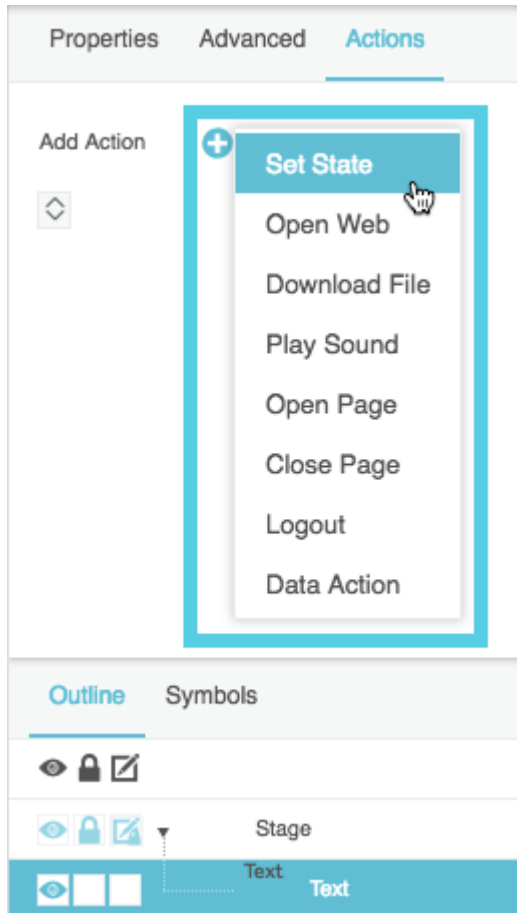 Properties Advanced Actions
Add Action
Set State
Open Web
Download File
Play Sound
Open Page
Close Page
Logout
Data Action
Outline Symbols
Stage
Text
Text